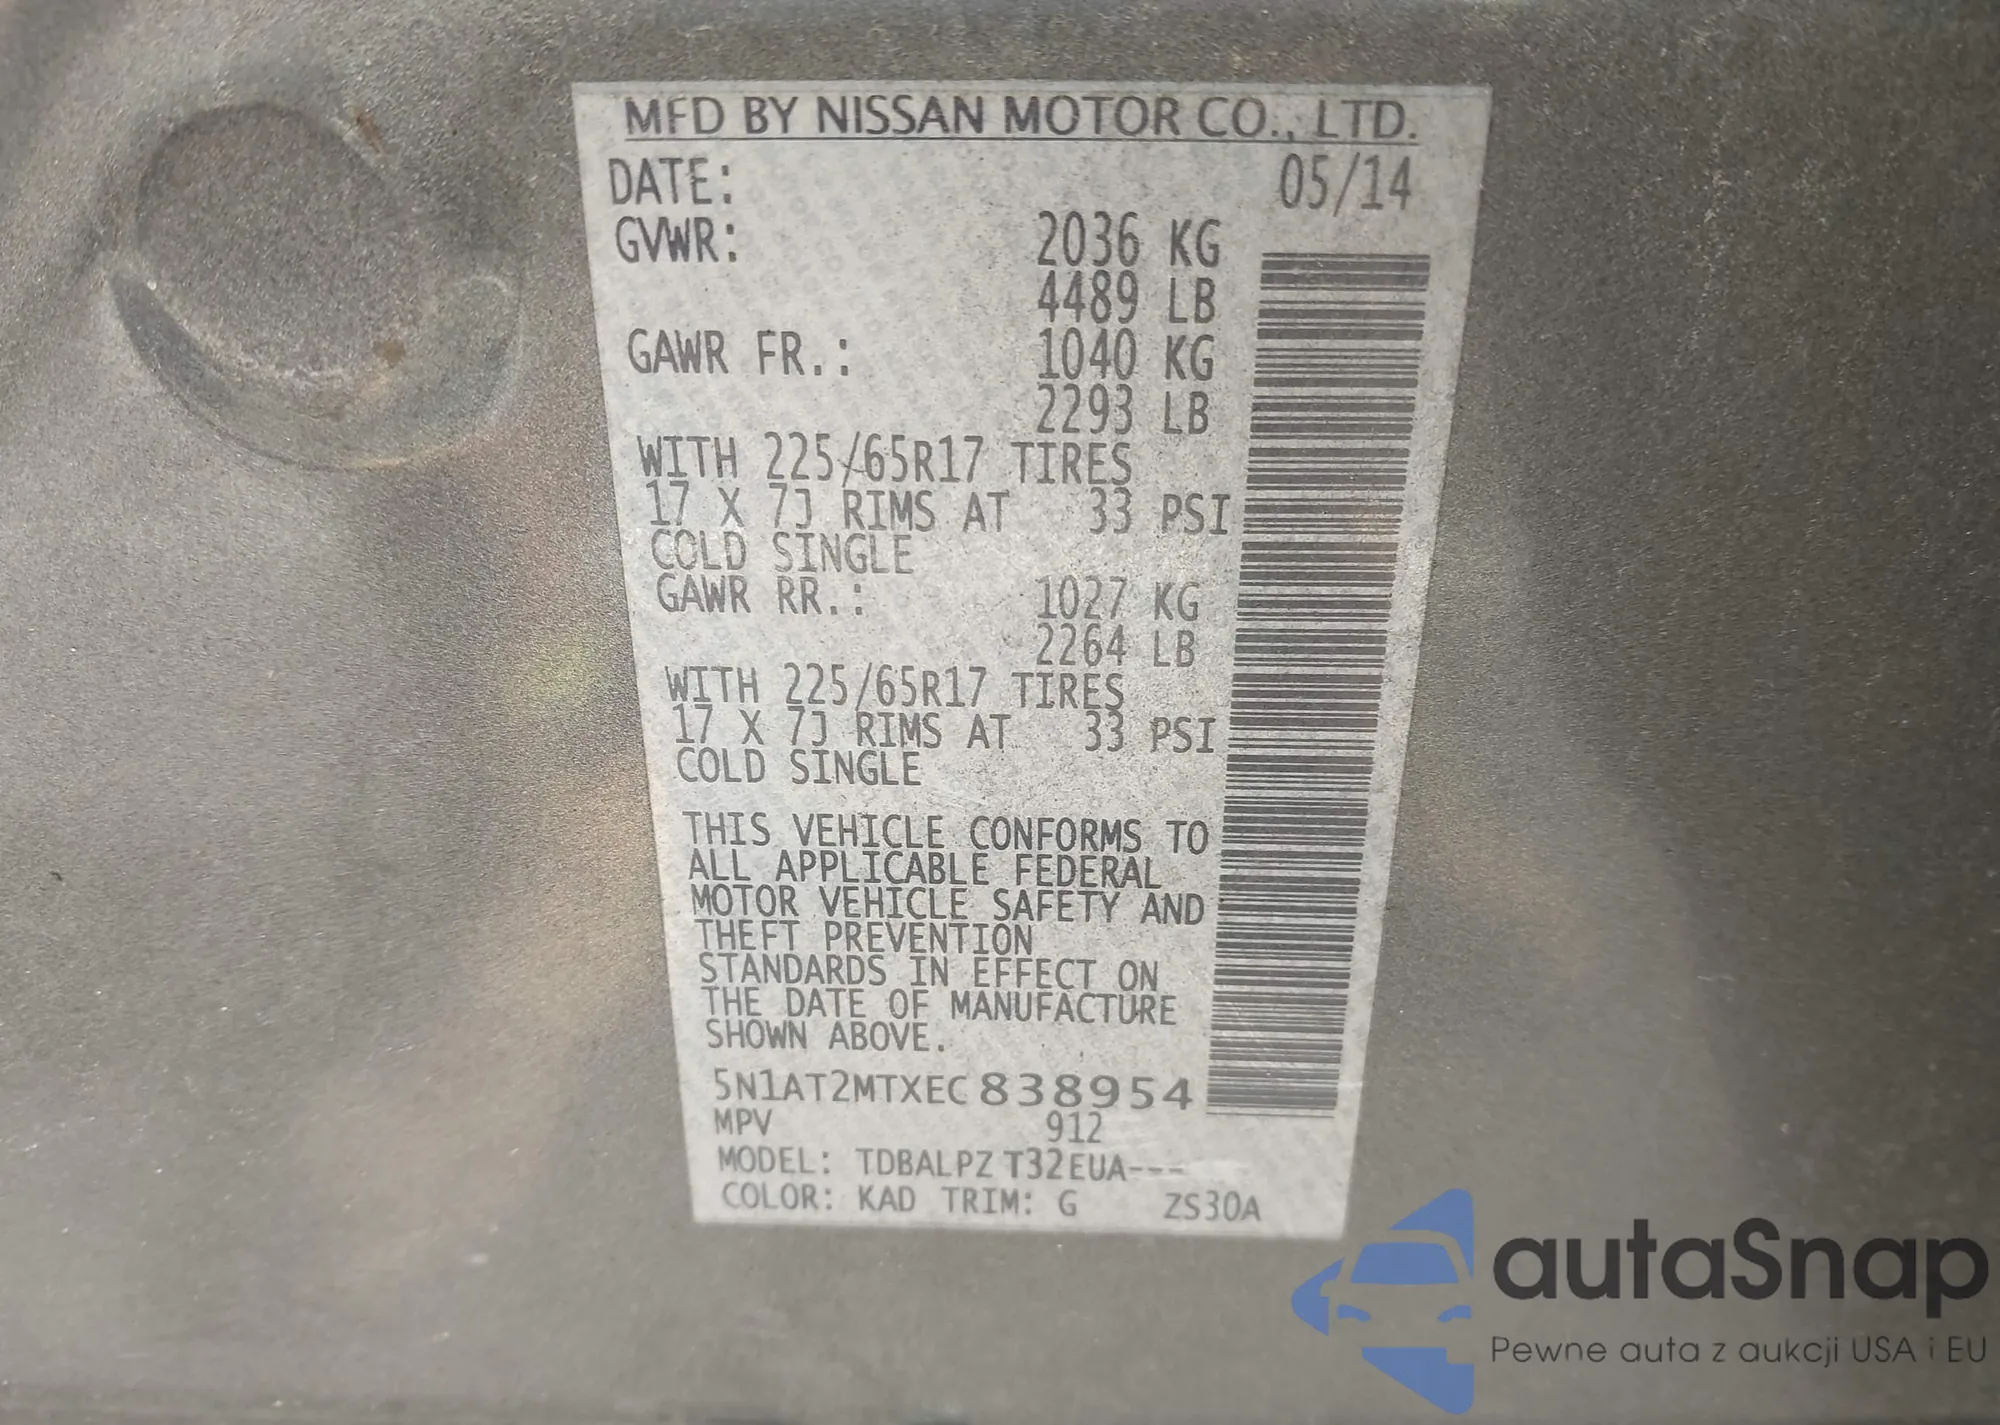 MFD BY NISSAN MOTOR CO., LTD.
DATE: 05/14
GVWR: 2036 KG
4489 LB
GAWR FR.: 1040 KG
2293 LB
WITH 225/65R17 TIRES
17 X 7J RIMS AT 33 PSI
COLD SINGLE
GAWR RR.: 1027 KG
2264 LB
WITH 225/65R17 TIRES
17 X 7J RIMS AT 33 PSI
COLD SINGLE
THIS VEHICLE CONFORMS TO
ALL APPLICABLE FEDERAL
MOTOR VEHICLE SAFETY AND
THEFT PREVENTION
STANDARDS IN EFFECT ON
THE DATE OF MANUFACTURE
SHOWN ABOVE.
5N1AT2MTXEC838954
MPV 912
MODEL: TDBALPZ T32EUA---
COLOR: KAD TRIM: G ZS30A
autaSnap
Pewne auta z aukcji USA i EU